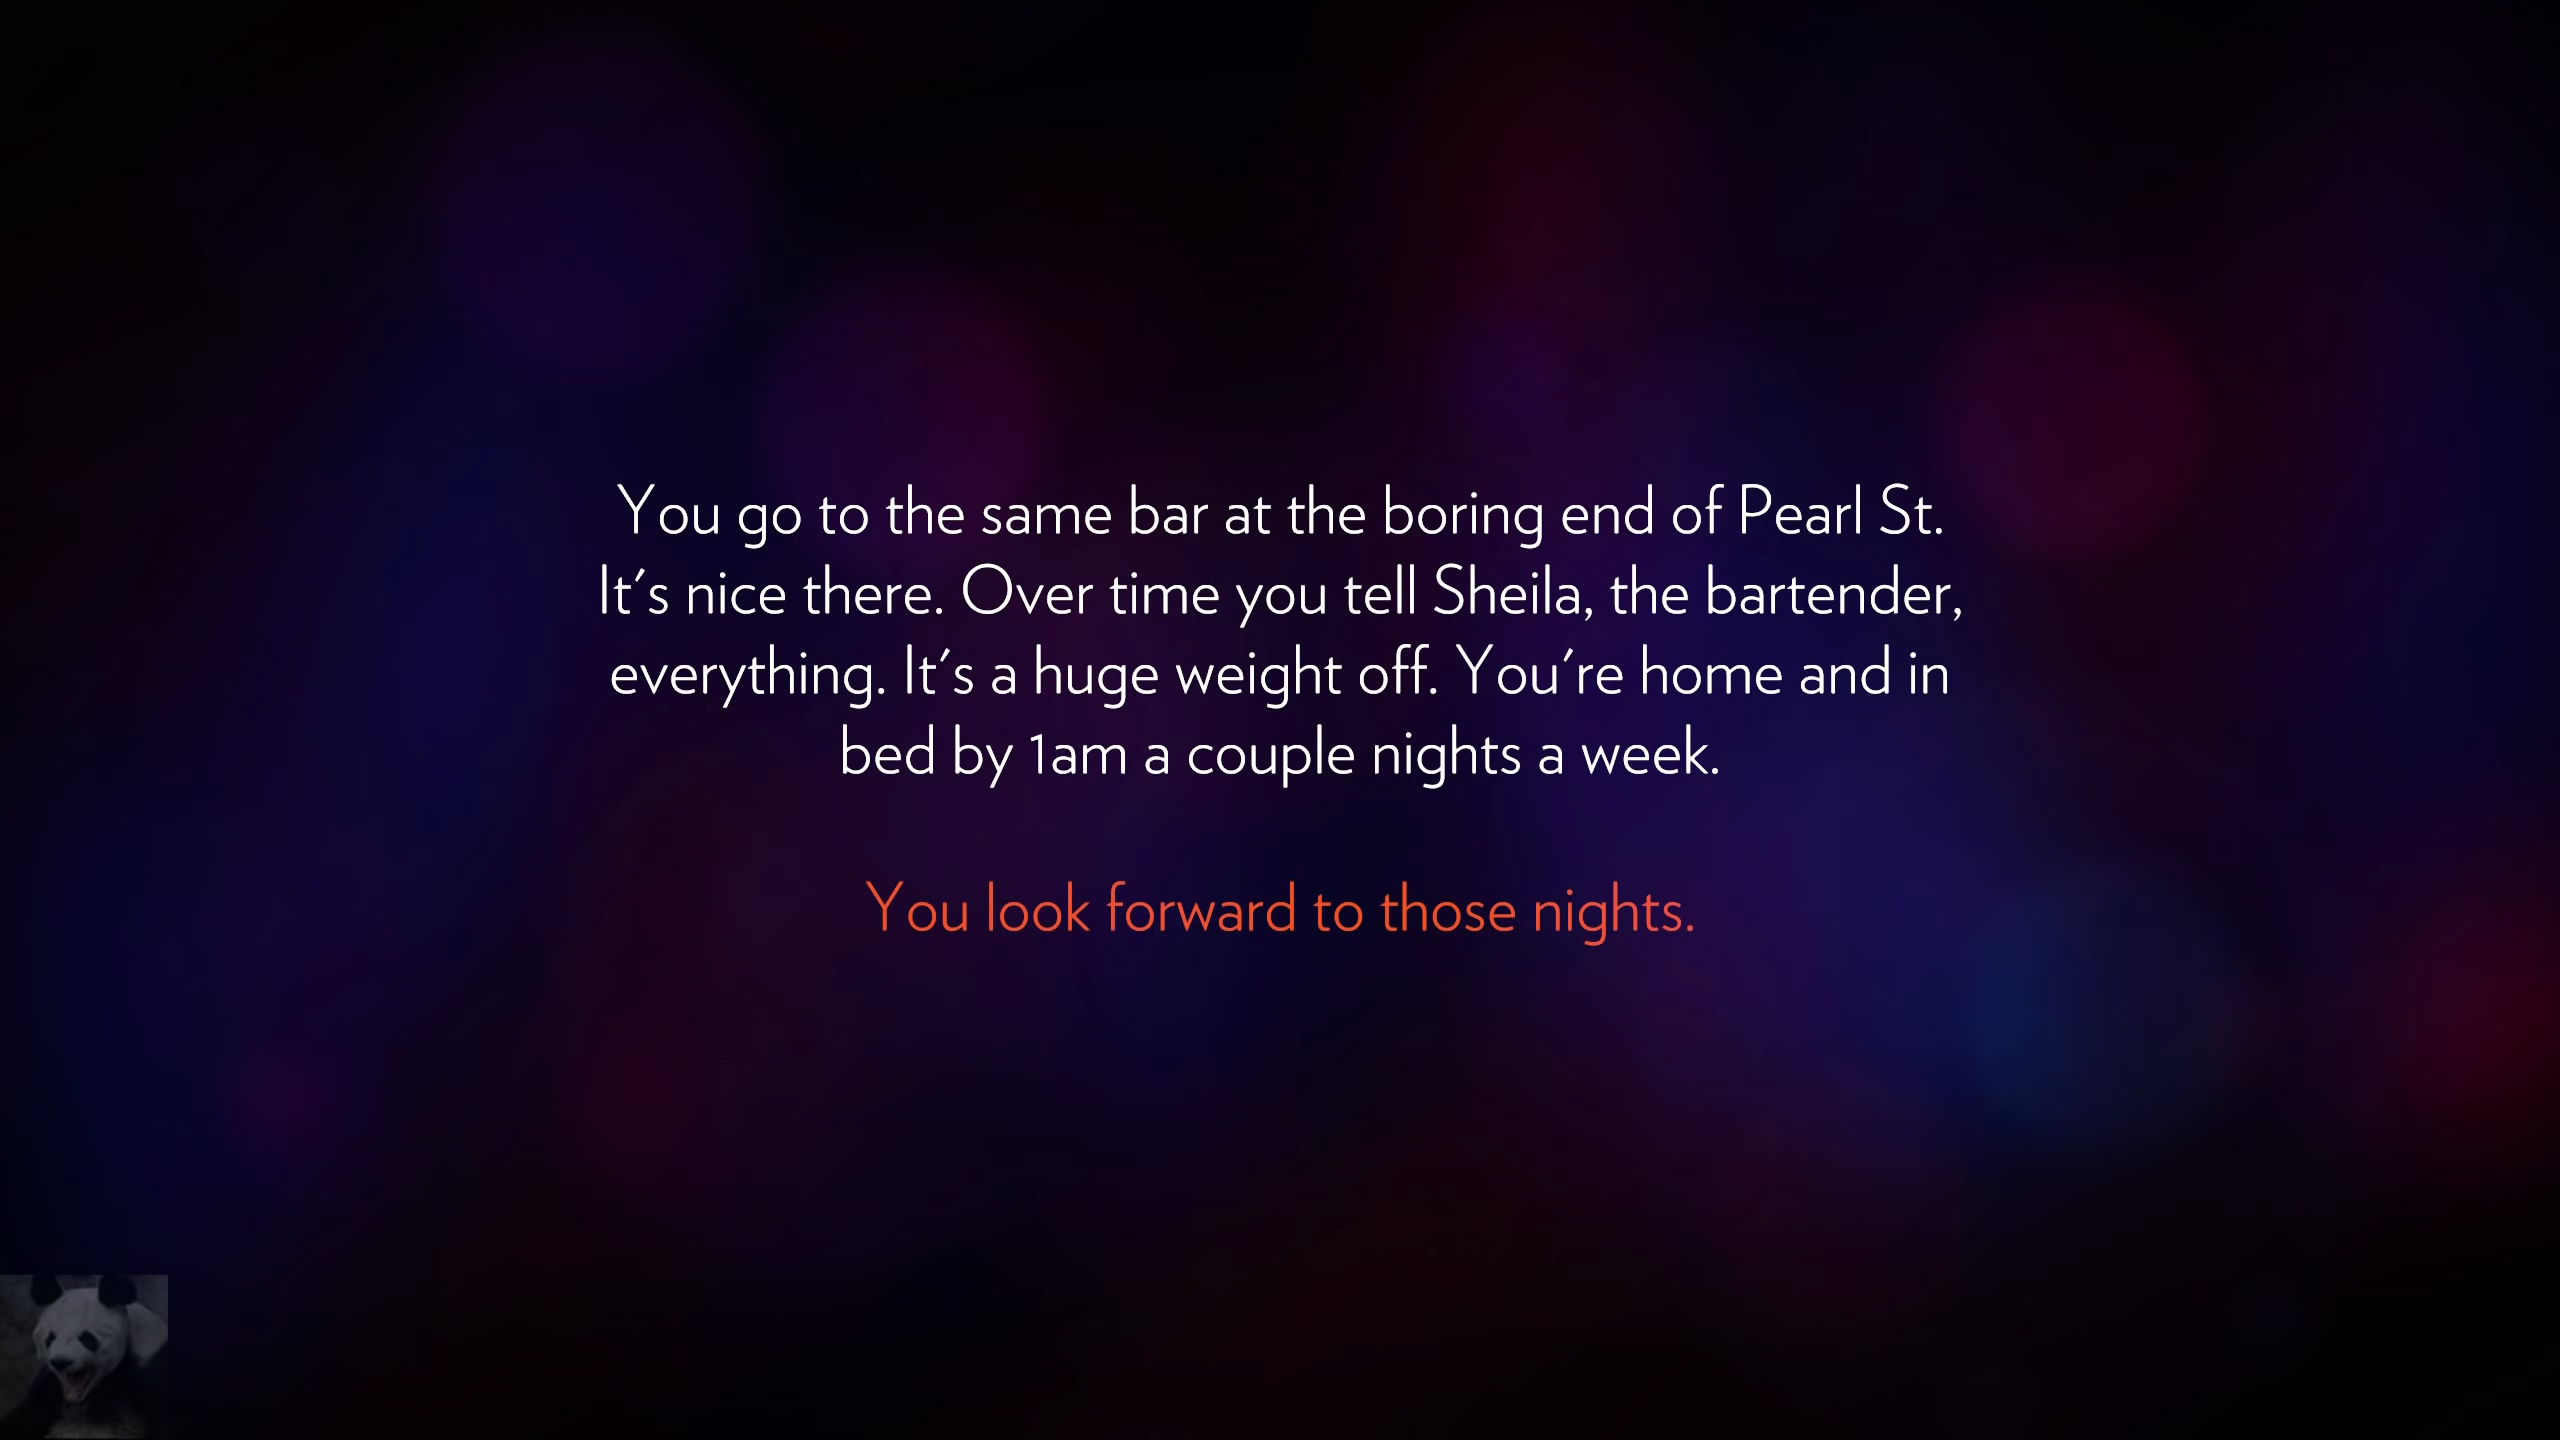 You go to the same bar at the boring end of Pearl St.
It's nice there. Over time you tell Sheila, the bartender,
everything. It's a huge weight off. You're home and in
bed by 1am a couple nights a week.
You look forward to those nights.